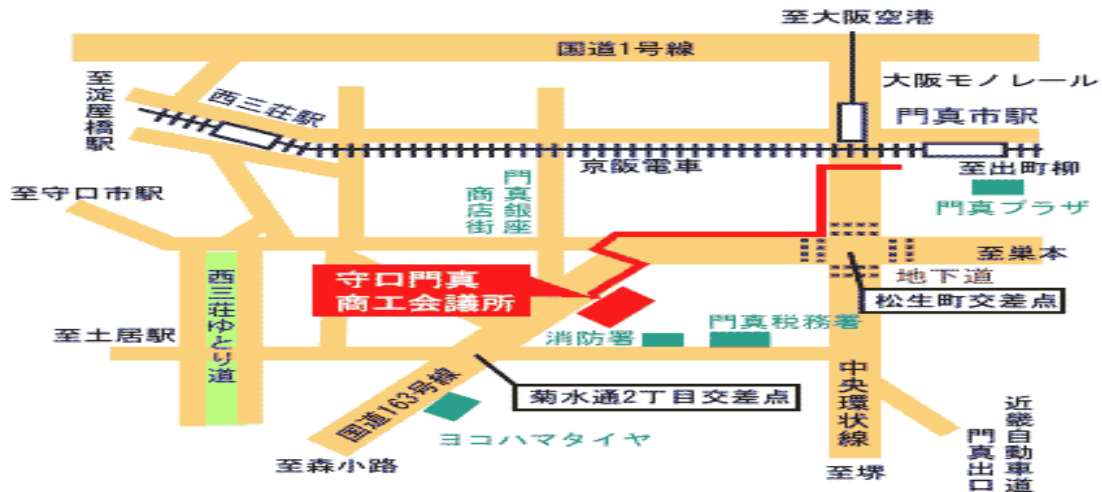 至大阪空港
国道1号線
大阪モノレール
至淀屋橋駅
西三荘駅
門真市駅
京阪電車
至出町柳
門真プラザ
至守口市駅
門真銀座
商店街
至巣本
地下道
守口門真
商工会議所
松生町交差点
西三荘ゆとり道
門真税務署
消防署
至土居駅
菊水通2丁目交差点
中央環状線
国道163号線
ヨコハマタイヤ
近畿自動車道
門真出口
至森小路
至堺